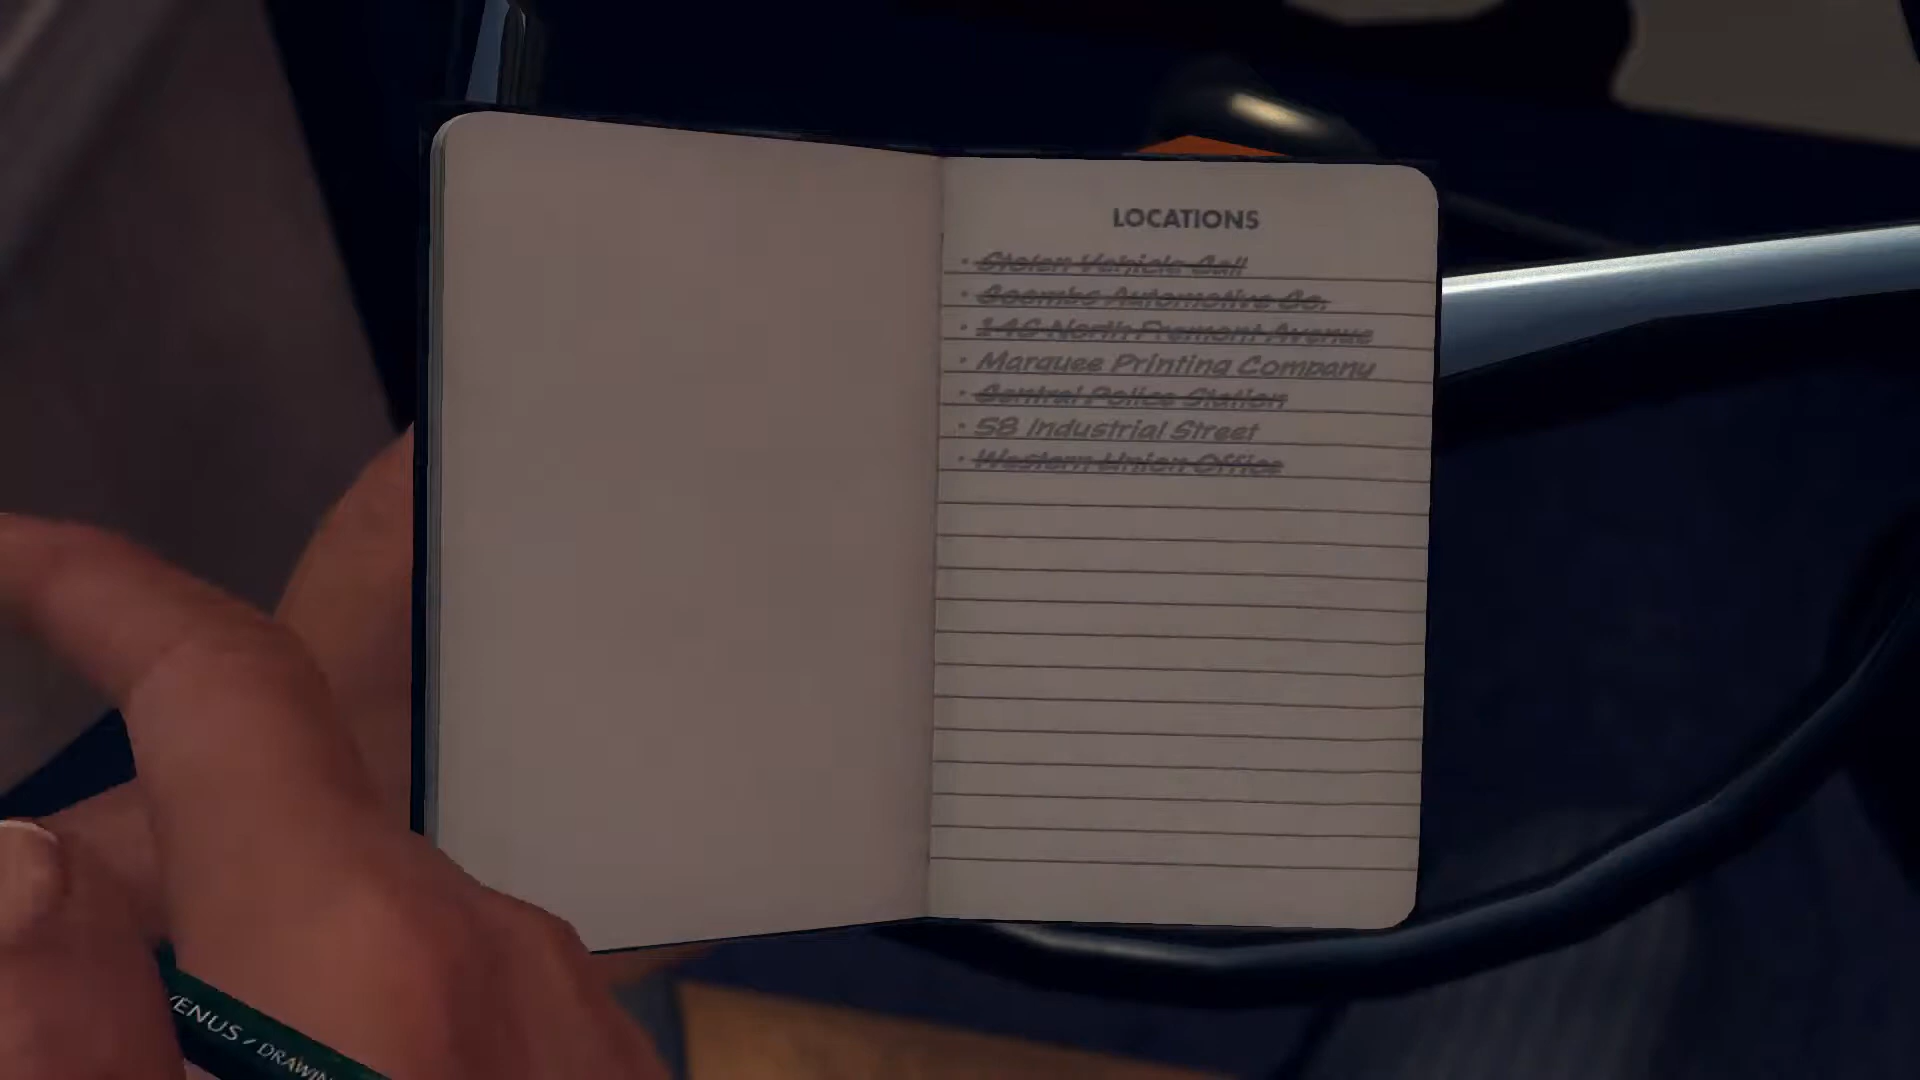 LOCATIONS
· Stolen Vehicle Call
· Coombs Automotive Co.
· 146 North Fremont Avenue
· Marquee Printing Company
· Central Police Station
· 58 Industrial Street
· Western Union Office
VENUS / DRAWIN